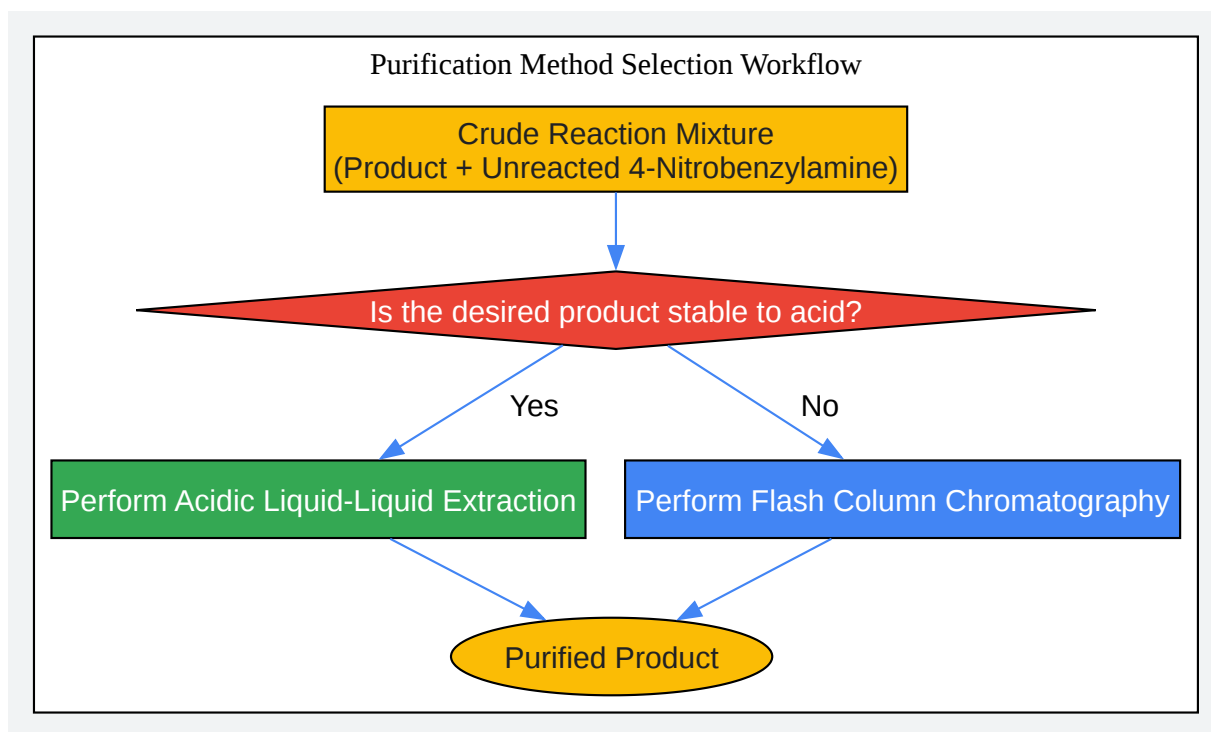 Purification Method Selection Workflow
Crude Reaction Mixture
(Product + Unreacted 4-Nitrobenzylamine)
Is the desired product stable to acid?
Yes
No
Perform Acidic Liquid-Liquid Extraction
Perform Flash Column Chromatography
Purified Product